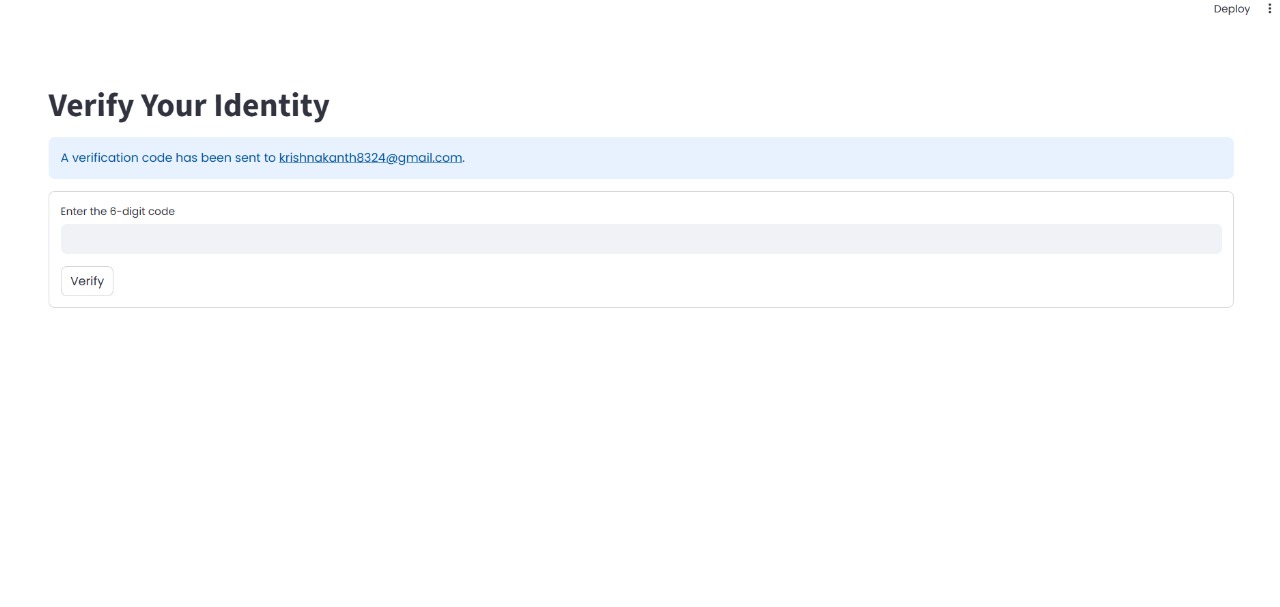 Deploy
Verify Your Identity
A verification code has been sent to krishnakanth8324@gmail.com.
Enter the 6-digit code
Verify